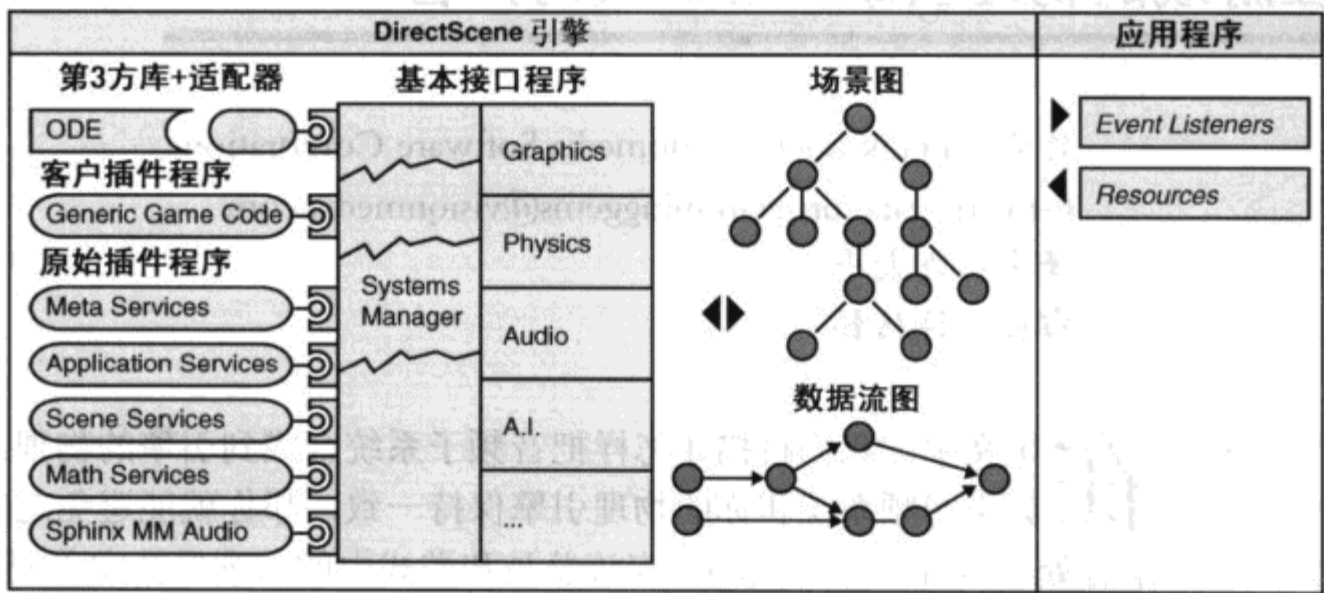 DirectScene 引擎
应用程序
第3方库+适配器
基本接口程序
场景图
ODE
客户插件程序
Generic Game Code
原始插件程序
Meta Services
Application Services
Scene Services
Math Services
Sphinx MM Audio
Systems
Manager
Graphics
Physics
Audio
A.I.
...
数据流图
Event Listeners
Resources